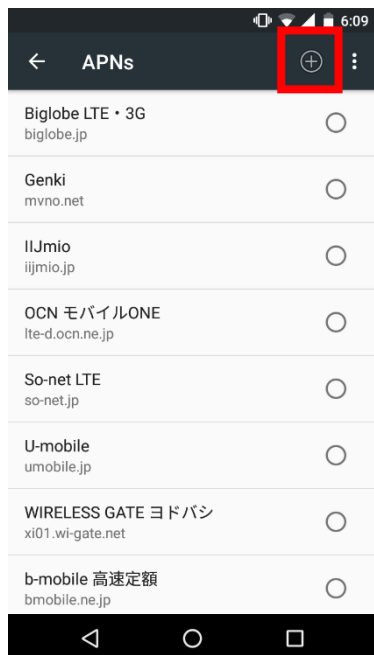 6:09
APNs
Biglobe LTE・3G
biglobe.jp
Genki
mvno.net
IIJmio
iijmio.jp
OCN モバイルONE
lte-d.ocn.ne.jp
So-net LTE
so-net.jp
U-mobile
umobile.jp
WIRELESS GATE ヨドバシ
xi01.wi-gate.net
b-mobile 高速定額
bmobile.ne.jp